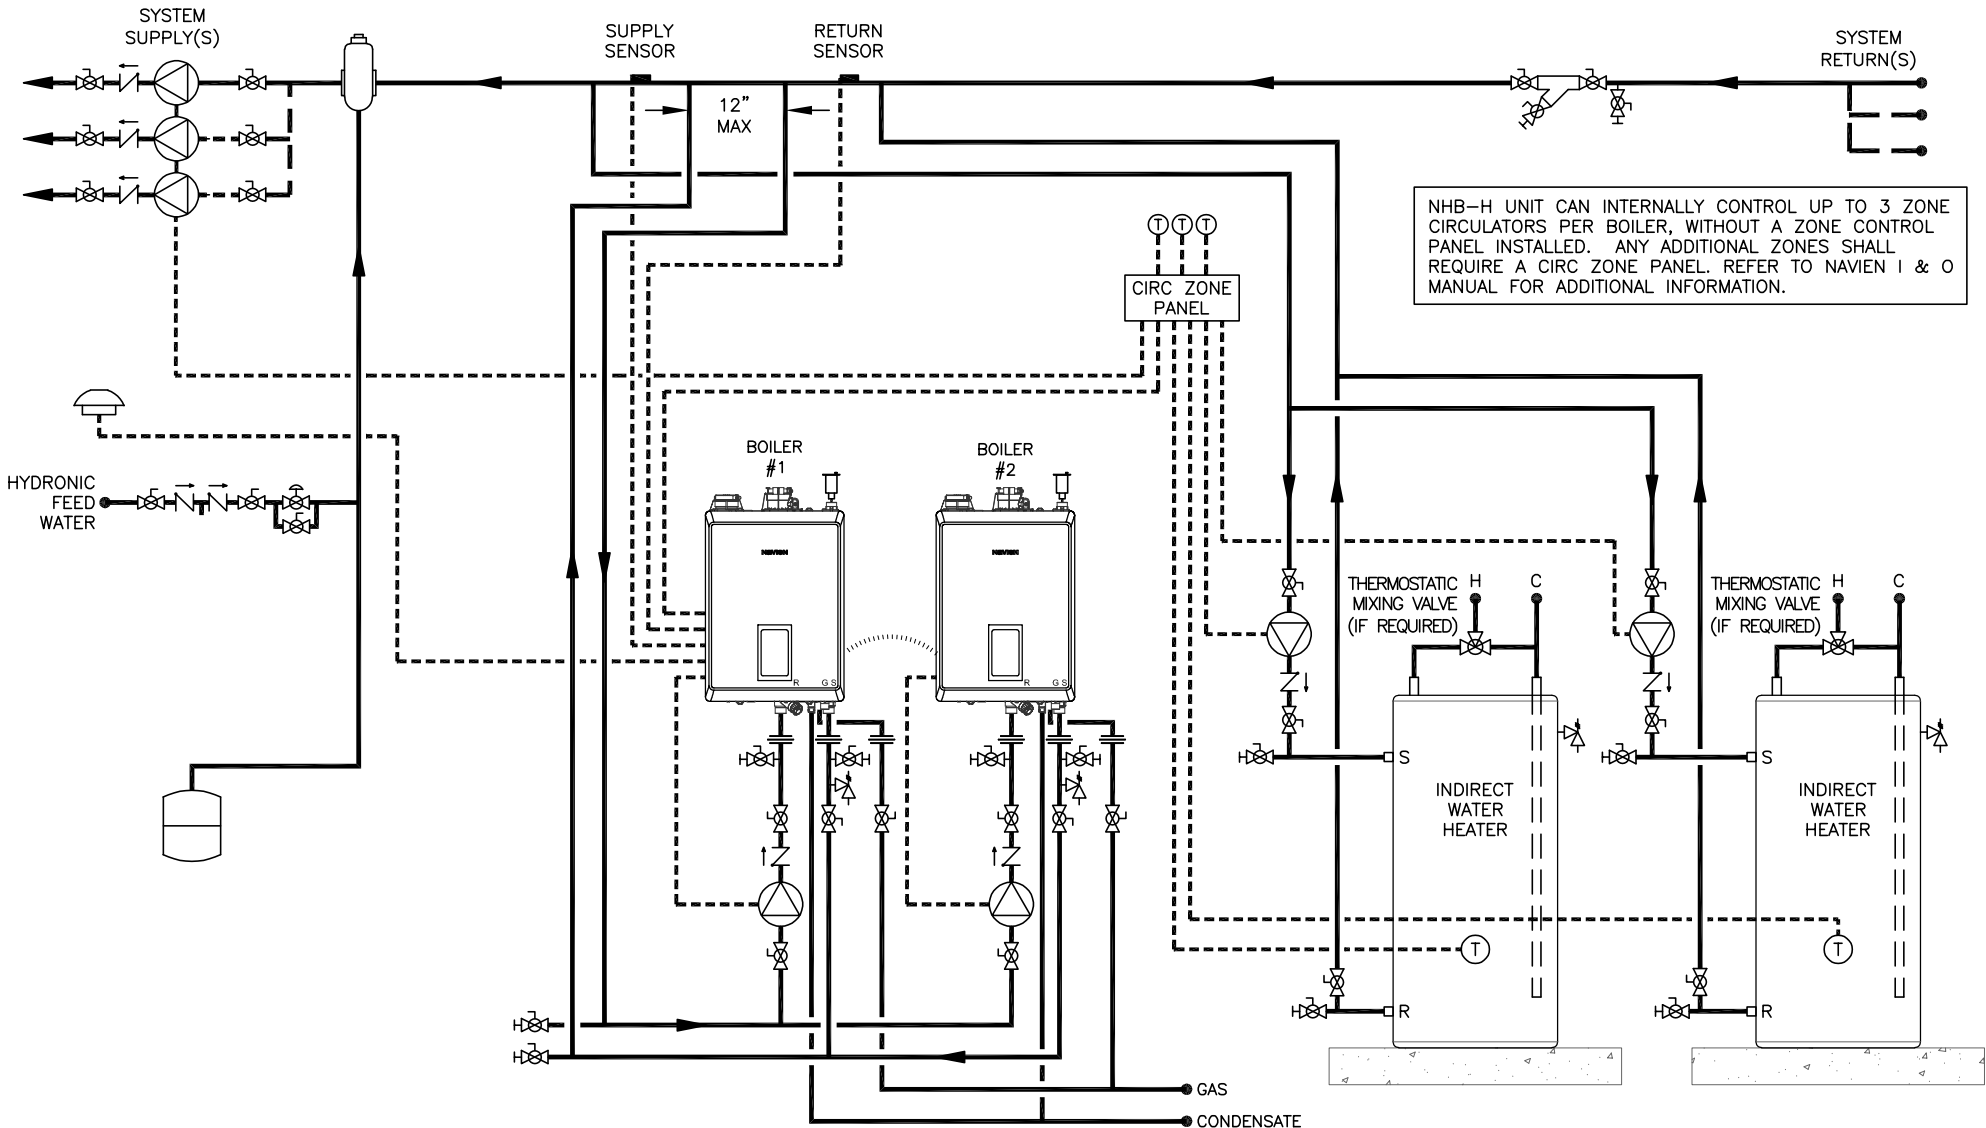 SYSTEM
SUPPLY(S)
SUPPLY
SENSOR
RETURN
SENSOR
SYSTEM
RETURN(S)
12"
MAX
NHB-H UNIT CAN INTERNALLY CONTROL UP TO 3 ZONE
CIRCULATORS PER BOILER, WITHOUT A ZONE CONTROL
PANEL INSTALLED. ANY ADDITIONAL ZONES SHALL
REQUIRE A CIRC ZONE PANEL. REFER TO NAVIEN I & O
MANUAL FOR ADDITIONAL INFORMATION.
T T T
CIRC ZONE
PANEL
HYDRONIC
FEED
WATER
BOILER
#1
BOILER
#2
NAVIEN
NAVIEN
R G S
R G S
THERMOSTATIC
MIXING VALVE
(IF REQUIRED)
H C
THERMOSTATIC
MIXING VALVE
(IF REQUIRED)
H C
S
S
INDIRECT
WATER
HEATER
INDIRECT
WATER
HEATER
T
T
R
R
GAS
CONDENSATE